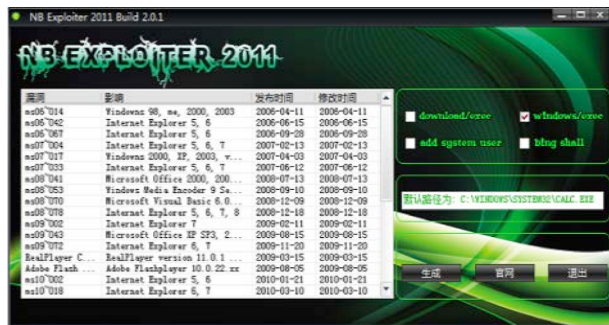 NB Exploiter 2011 Build 2.0.1
NB EXPLOITER 2011
漏洞 影响 发布时间 修改时间
ms06~014 Windows 98, me, 2000, 2003 2006-04-11 2006-04-11
ms06~042 Internet Explorer 5, 6 2006-06-15 2006-06-15
ms06~067 Internet Explorer 5, 6 2006-09-28 2006-09-28
ms07~004 Internet Explorer 5, 6, 7 2007-02-13 2007-02-13
ms07~017 Windowns 2000, XP, 2003, v... 2007-04-03 2007-04-03
ms07~033 Internet Explorer 5, 6, 7 2007-06-12 2007-06-12
ms08~041 Microsoft Office 2000, 200... 2008-07-13 2008-07-13
ms08~053 Windovs Media Encoder 9 Se... 2008-09-10 2008-09-10
ms08~070 Microsoft Visual Basic 6.0... 2008-12-09 2008-12-09
ms08~078 Internet Explorer 5, 6, 7, 8 2008-12-18 2008-12-18
ms09~002 Internet Explorer 7 2009-02-11 2009-02-11
ms09~043 Microsoft Office XP SP3, 2... 2009-08-15 2009-08-15
ms09~072 Internet Explorer 6, 7 2009-11-20 2009-11-20
RealPlayer C... RealPlayer version 11.0.1 ... 2009-03-15 2009-03-15
Adobe Flash ... Adobe Flashplayer 10.0.22.xx 2009-08-05 2009-08-05
ms10~002 Internet Explorer 5, 6 2010-01-21 2010-01-21
ms10~018 Internet Explorer 6, 7 2010-03-10 2010-03-10
download/exec windows/exec
add system user bing shall
默认路径为: C:\WINDOWS\SYSTEM32\CALC.EXE
生成 官网 退出